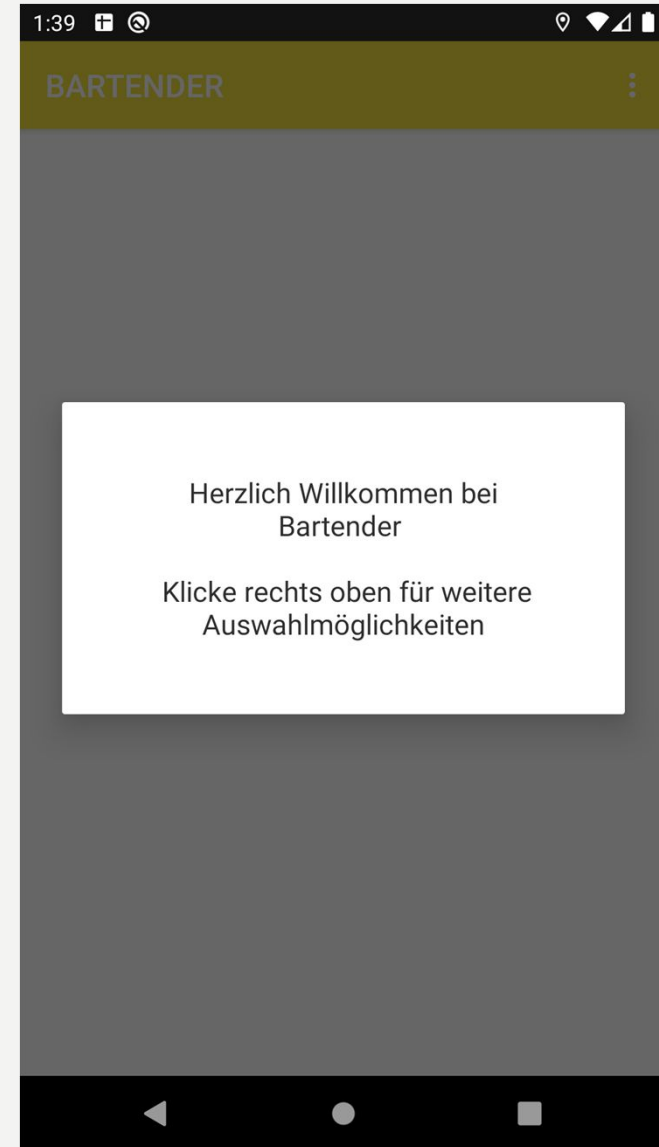 1:39
BARTENDER
Herzlich Willkommen bei
Bartender
Klicke rechts oben für weitere
Auswahlmöglichkeiten